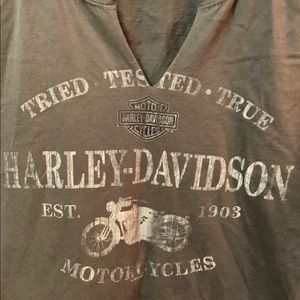 TRIED · TESTED · TRUE
MOTOR
HARLEY-DAVIDSON
CYCLES
HARLEY-DAVIDSON
EST. 1903
MOTORCYCLES